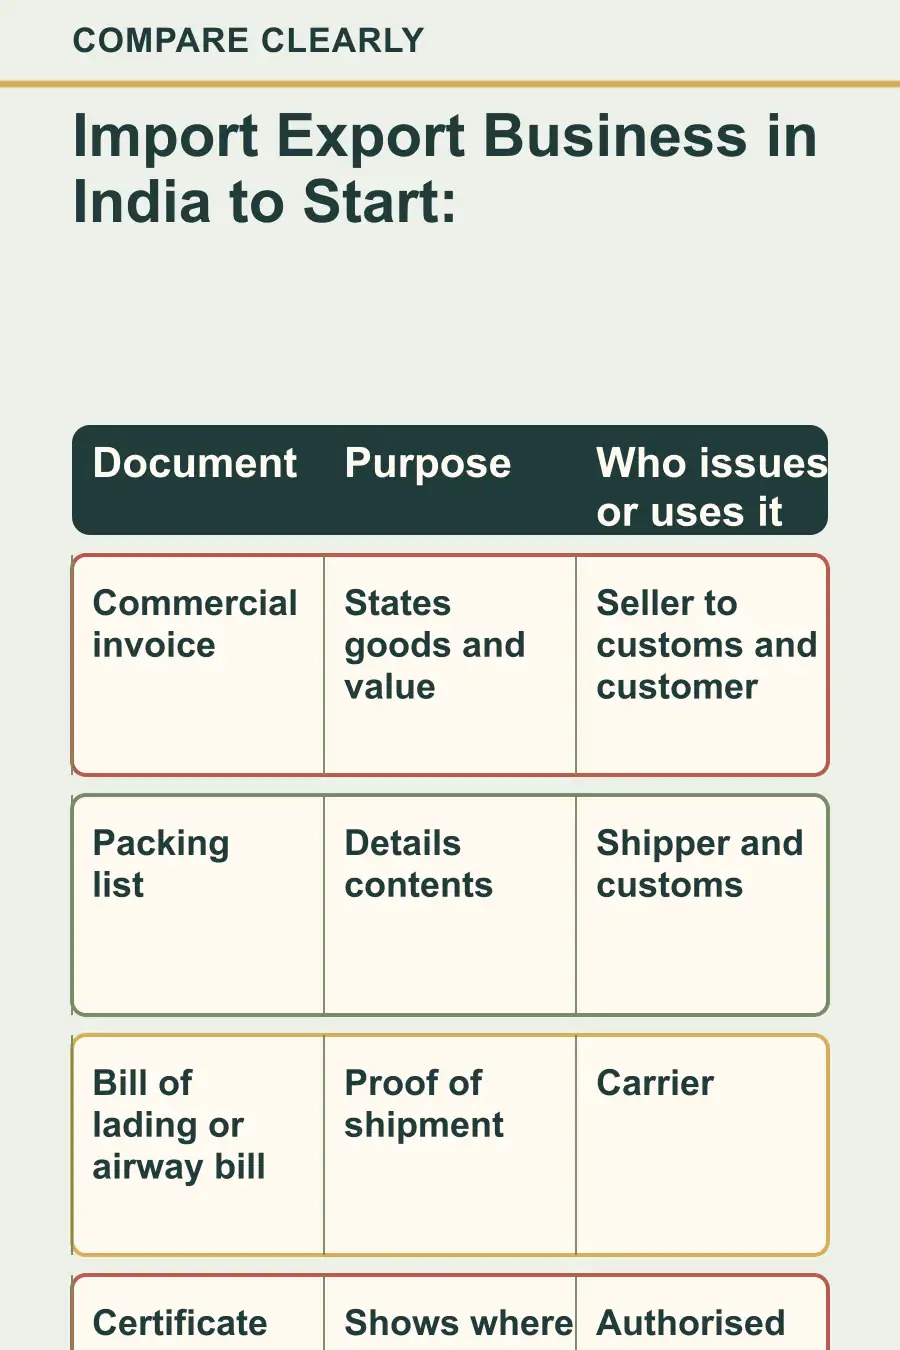 COMPARE CLEARLY
Import Export Business in
India to Start:
Document
Purpose
Who issues
or uses it
Commercial
invoice
States
goods and
value
Seller to
customs and
customer
Packing
list
Details
contents
Shipper and
customs
Bill of
lading or
airway bill
Proof of
shipment
Carrier
Certificate
Shows where
Authorised